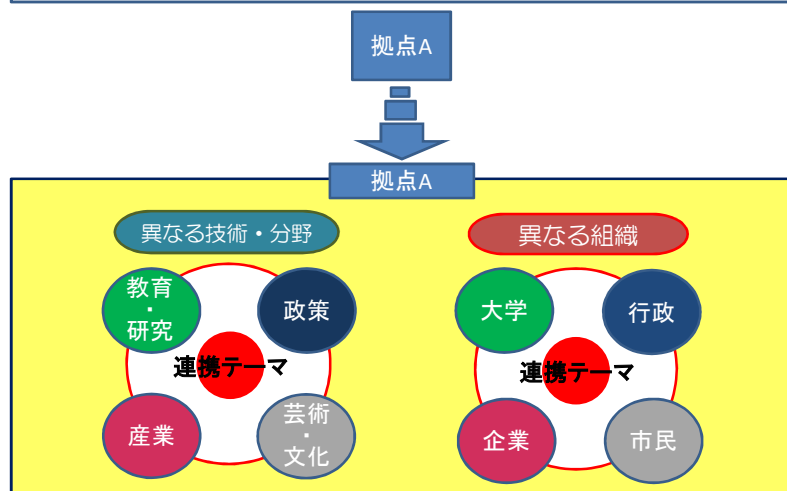 拠点A
拠点A
異なる技術・分野
教育
・
研究
政策
連携テーマ
産業
芸術
・
文化
異なる組織
大学
行政
連携テーマ
企業
市民